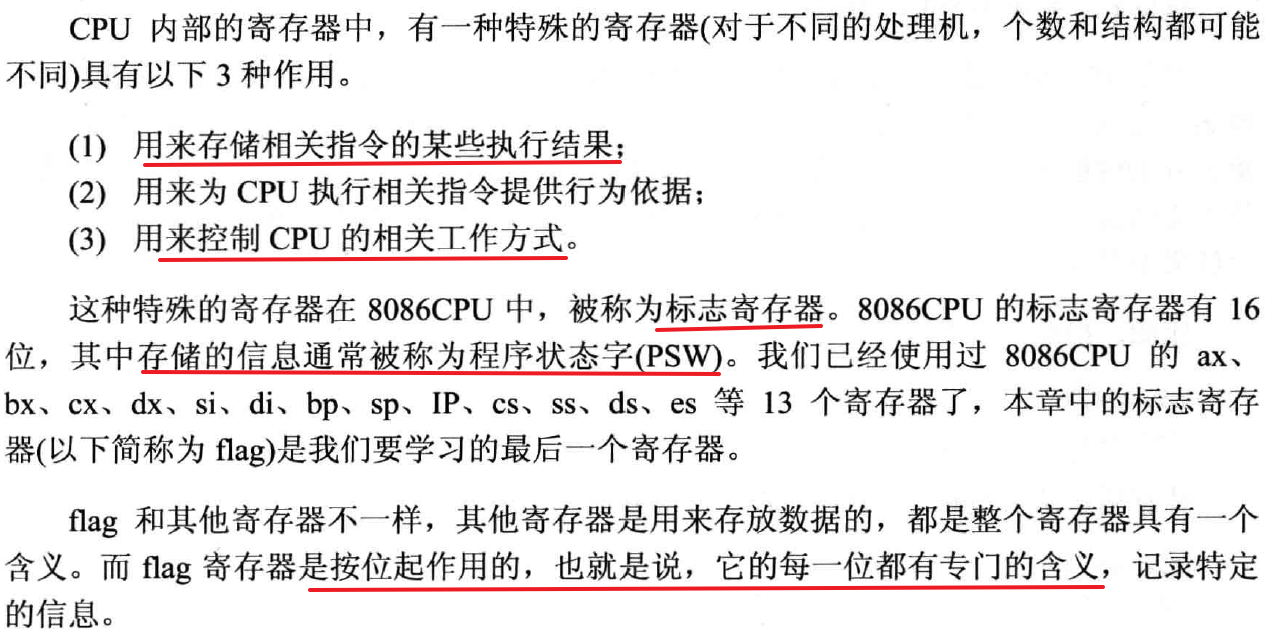 CPU 内部的寄存器中，有一种特殊的寄存器(对于不同的处理机，个数和结构都可能
不同)具有以下 3 种作用。
(1) 用来存储相关指令的某些执行结果；
(2) 用来为 CPU 执行相关指令提供行为依据；
(3) 用来控制 CPU 的相关工作方式。
这种特殊的寄存器在 8086CPU 中，被称为标志寄存器。8086CPU 的标志寄存器有 16
位，其中存储的信息通常被称为程序状态字(PSW)。我们已经使用过 8086CPU 的 ax、
bx、cx、dx、si、di、bp、sp、IP、cs、ss、ds、es 等 13 个寄存器了，本章中的标志寄存
器(以下简称为 flag)是我们要学习的最后一个寄存器。
flag 和其他寄存器不一样，其他寄存器是用来存放数据的，都是整个寄存器具有一个
含义。而 flag 寄存器是按位起作用的，也就是说，它的每一位都有专门的含义，记录特定
的信息。